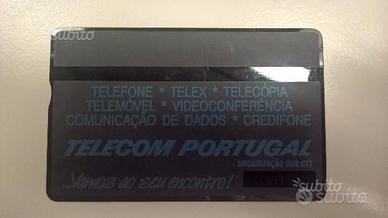 subito
TELEFONE * TELEX * TELECÓPIA
TELEMÓVEL * VIDEOCONFERÊNCIA
COMUNICAÇÃO DE DADOS * CREDIFONE
TELECOM PORTUGAL
ORGANIZAÇÃO DOS CTT
...Vamos ao seu encontro!
subito
subito